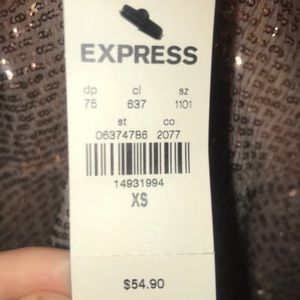 EXPRESS
dp cl sz
75 637 1101
st co
06374786 2077
14931994
XS
$54.90